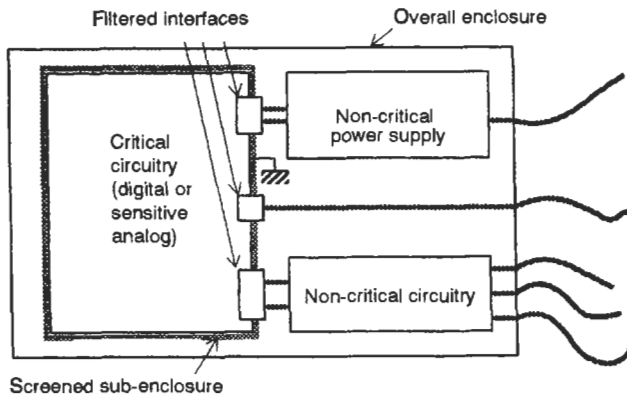 Filtered interfaces
Overall enclosure
Critical
circuitry
(digital or
sensitive
analog)
Non-critical
power supply
Non-critical circuitry
Screened sub-enclosure